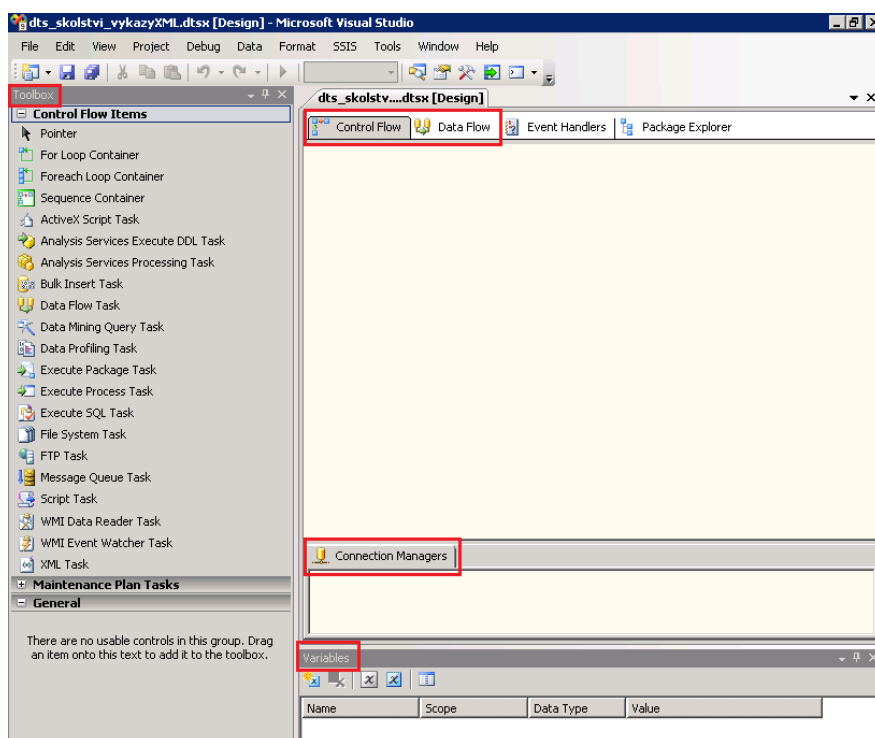 dts_skolstvi_vykazyXML.dtsx [Design] - Microsoft Visual Studio
File Edit View Project Debug Data Format SSIS Tools Window Help
Toolbox
Control Flow Items
Pointer
For Loop Container
Foreach Loop Container
Sequence Container
ActiveX Script Task
Analysis Services Execute DDL Task
Analysis Services Processing Task
Bulk Insert Task
Data Flow Task
Data Mining Query Task
Data Profiling Task
Execute Package Task
Execute Process Task
Execute SQL Task
File System Task
FTP Task
Message Queue Task
Script Task
WMI Data Reader Task
WMI Event Watcher Task
XML Task
Maintenance Plan Tasks
General
There are no usable controls in this group. Drag
an item onto this text to add it to the toolbox.
dts_skolstv....dtsx [Design]
Control Flow Data Flow Event Handlers Package Explorer
Connection Managers
Variables
Name Scope Data Type Value